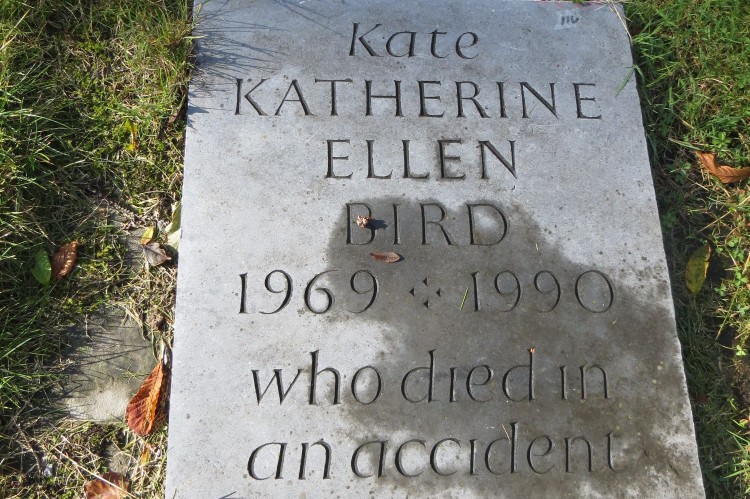 Kate
KATHERINE
ELLEN
BIRD
1969 1990
who died in
an accident